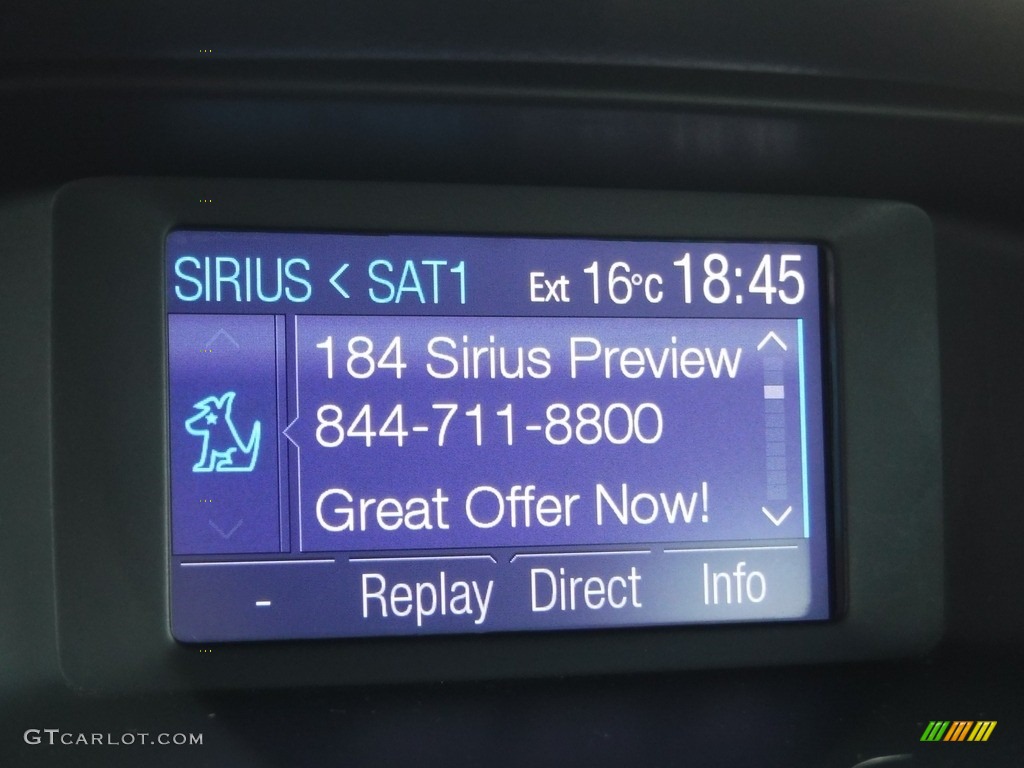 SIRIUS < SAT1 Ext 16°C 18:45
184 Sirius Preview
844-711-8800
Great Offer Now!
- Replay Direct Info
GTCARLOT.COM